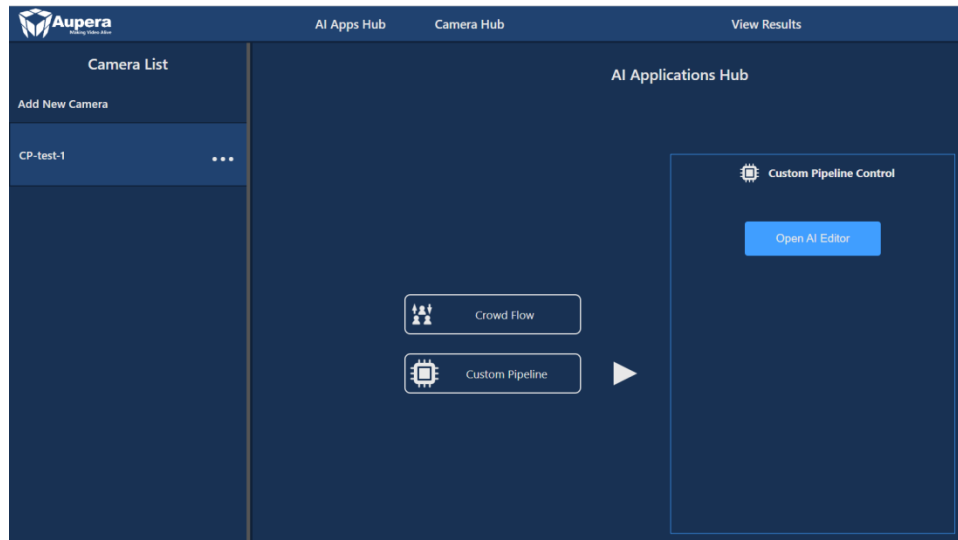 Aupera
Making Video Alive
AI Apps Hub
Camera Hub
View Results
Camera List
Add New Camera
CP-test-1
AI Applications Hub
Crowd Flow
Custom Pipeline
Custom Pipeline Control
Open AI Editor